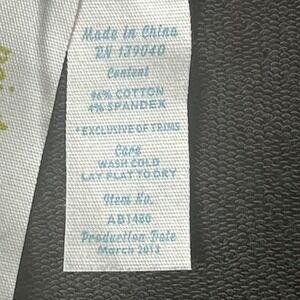 Made in China
RN 139040
Content
96% COTTON
4% SPANDEX
*EXCLUSIVE OF TRIMS
Care
WASH COLD
LAY FLAT TO DRY
Item No.
AB1480
Production Date
March 2013